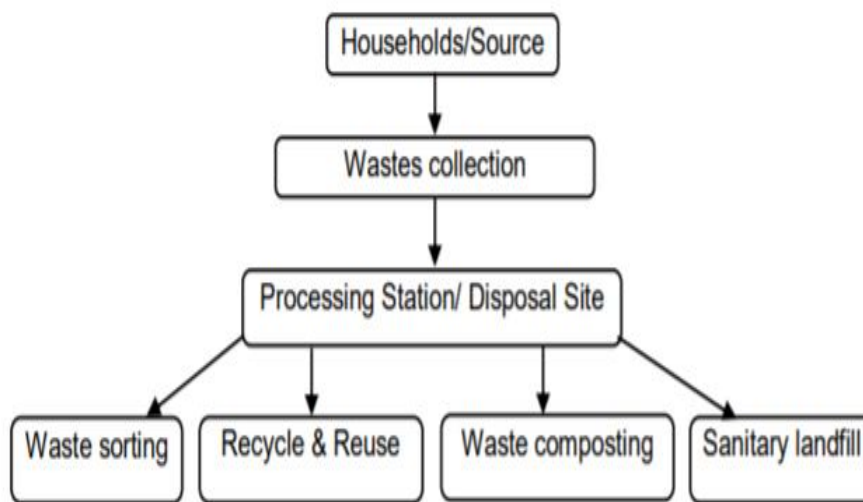 Households/Source
Wastes collection
Processing Station/ Disposal Site
Waste sorting
Recycle & Reuse
Waste composting
Sanitary landfill